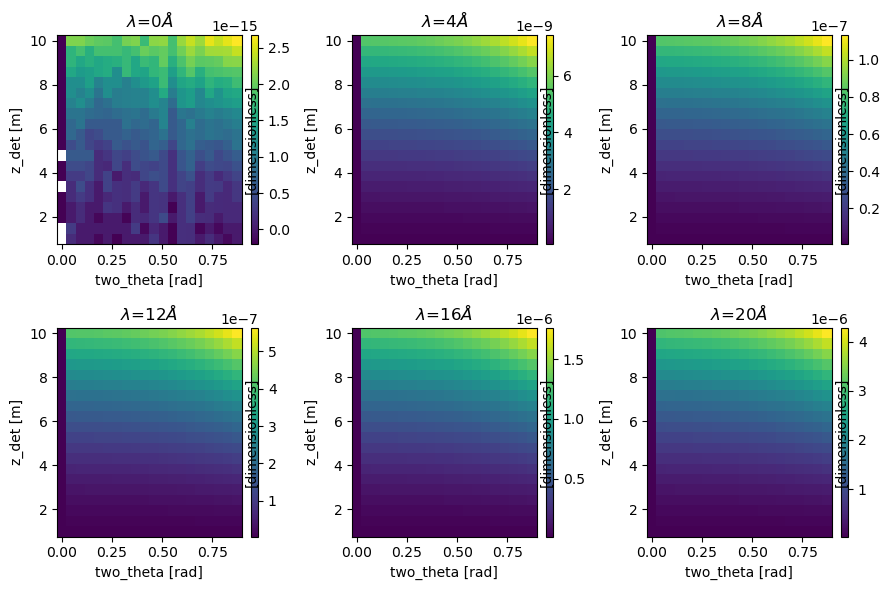 λ=0Å
1e−15
10
8
6
4
2
z_det [m]
0.00
0.25
0.50
0.75
two_theta [rad]
2.5
2.0
1.5
1.0
0.5
0.0
[dimensionless]
λ=4Å
1e−9
10
8
6
4
2
z_det [m]
0.00
0.25
0.50
0.75
two_theta [rad]
6
4
2
[dimensionless]
λ=8Å
1e−7
10
8
6
4
2
z_det [m]
0.00
0.25
0.50
0.75
two_theta [rad]
1.0
0.8
0.6
0.4
0.2
[dimensionless]
λ=12Å
1e−7
10
8
6
4
2
z_det [m]
0.00
0.25
0.50
0.75
two_theta [rad]
5
4
3
2
1
[dimensionless]
λ=16Å
1e−6
10
8
6
4
2
z_det [m]
0.00
0.25
0.50
0.75
two_theta [rad]
1.5
1.0
0.5
[dimensionless]
λ=20Å
1e−6
10
8
6
4
2
z_det [m]
0.00
0.25
0.50
0.75
two_theta [rad]
4
3
2
1
[dimensionless]